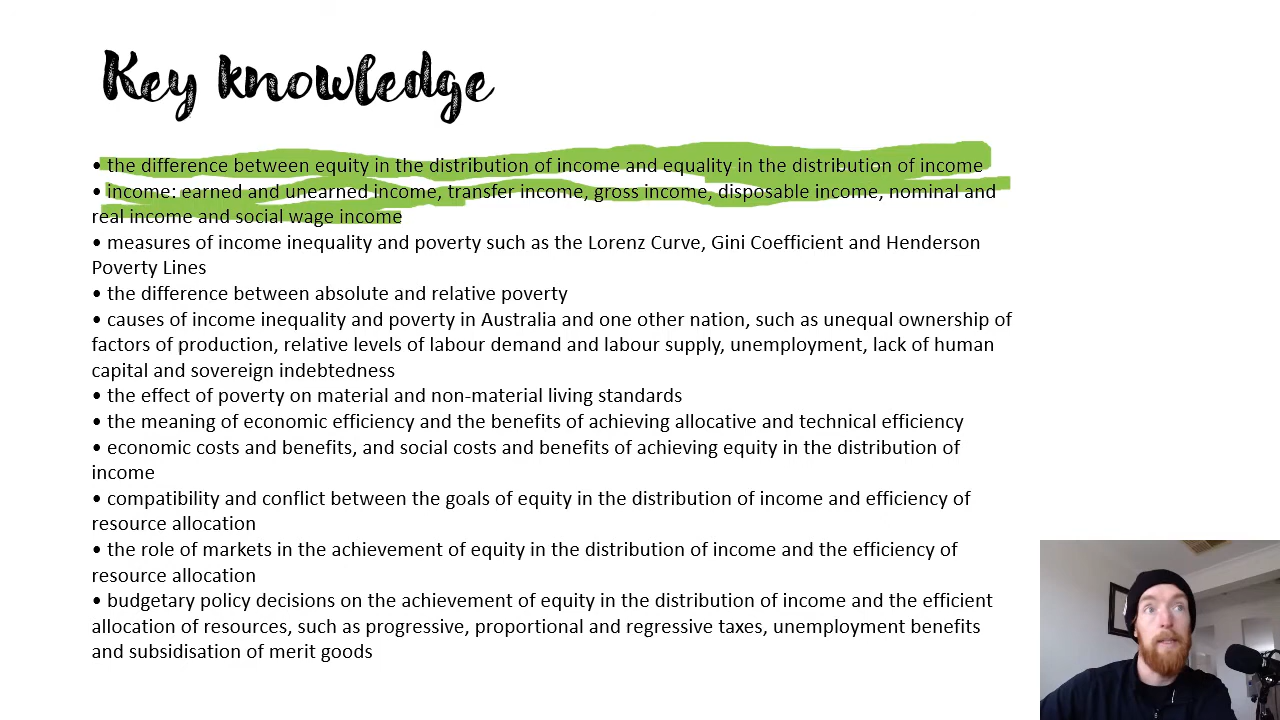 Key knowledge
• the difference between equity in the distribution of income and equality in the distribution of income
• income: earned and unearned income, transfer income, gross income, disposable income, nominal and
real income and social wage income
• measures of income inequality and poverty such as the Lorenz Curve, Gini Coefficient and Henderson
Poverty Lines
• the difference between absolute and relative poverty
• causes of income inequality and poverty in Australia and one other nation, such as unequal ownership of
factors of production, relative levels of labour demand and labour supply, unemployment, lack of human
capital and sovereign indebtedness
• the effect of poverty on material and non-material living standards
• the meaning of economic efficiency and the benefits of achieving allocative and technical efficiency
• economic costs and benefits, and social costs and benefits of achieving equity in the distribution of
income
• compatibility and conflict between the goals of equity in the distribution of income and efficiency of
resource allocation
• the role of markets in the achievement of equity in the distribution of income and the efficiency of
resource allocation
• budgetary policy decisions on the achievement of equity in the distribution of income and the efficient
allocation of resources, such as progressive, proportional and regressive taxes, unemployment benefits
and subsidisation of merit goods